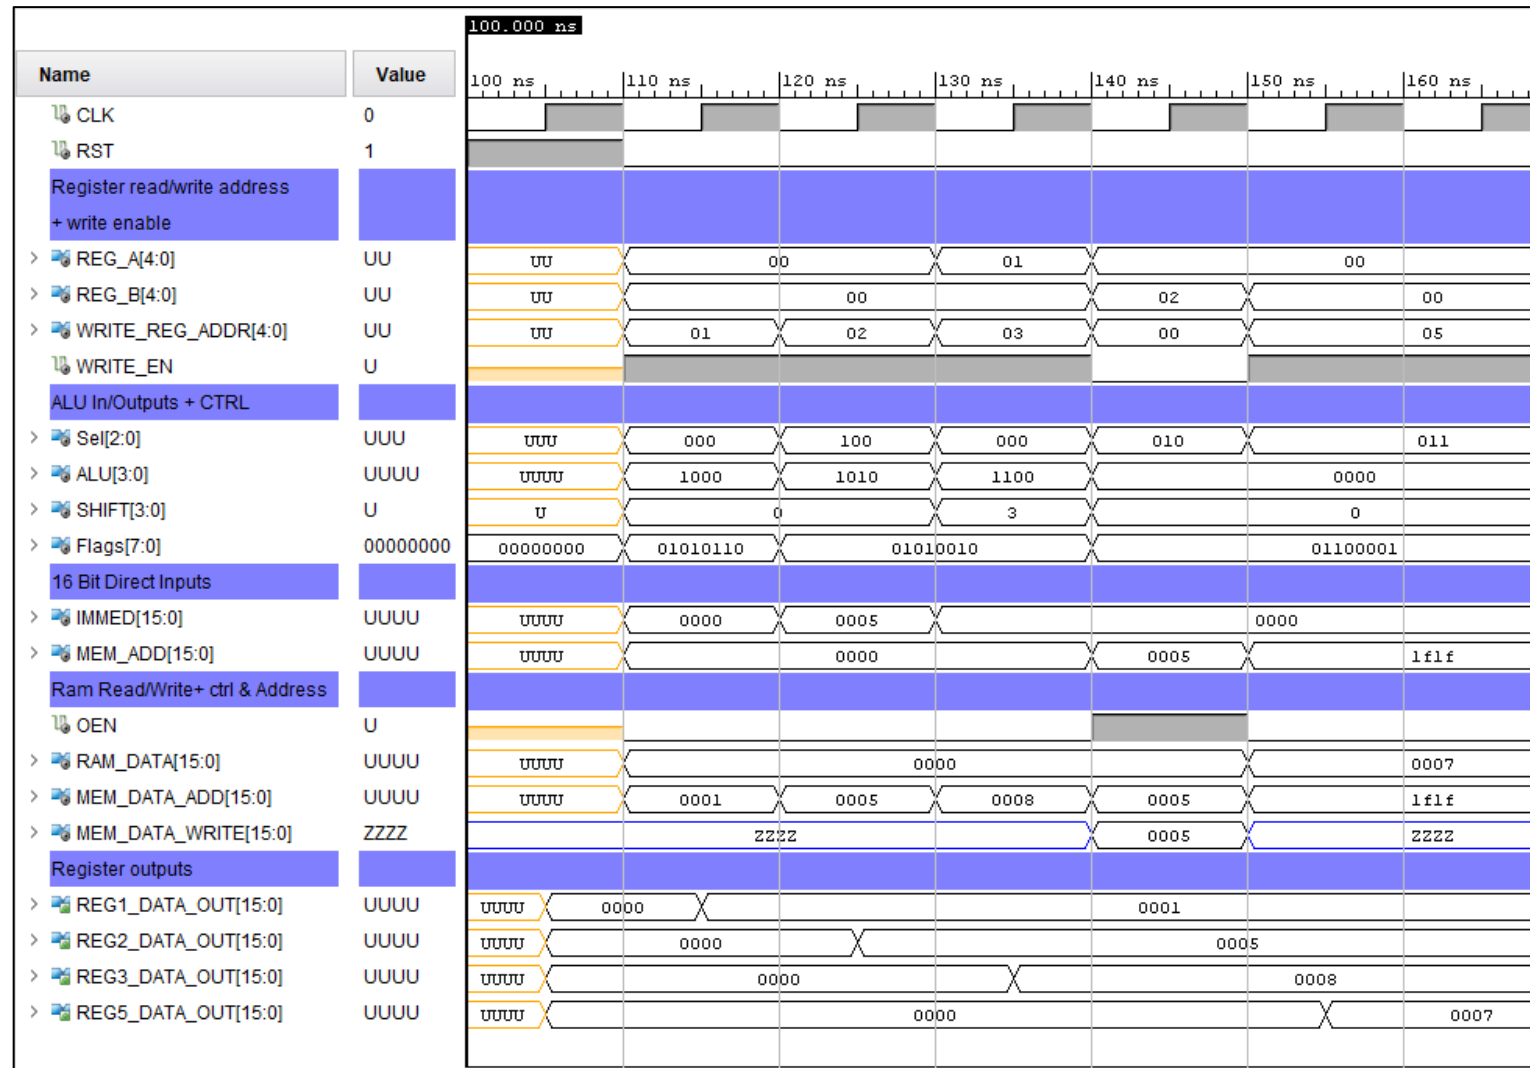 100.000 ns
Name Value 100 ns 110 ns 120 ns 130 ns 140 ns 150 ns 160 ns
CLK 0
RST 1
Register read/write address
+ write enable
REG_A[4:0] UU UU 00 01 00
REG_B[4:0] UU UU 00 02 00
WRITE_REG_ADDR[4:0] UU UU 01 02 03 00 05
WRITE_EN U
ALU In/Outputs + CTRL
Sel[2:0] UUU UUU 000 100 000 010 011
ALU[3:0] UUUU UUUU 1000 1010 1100 0000
SHIFT[3:0] U U 0 3 0
Flags[7:0] 00000000 00000000 01010110 01010010 01100001
16 Bit Direct Inputs
IMMED[15:0] UUUU UUUU 0000 0005 0000
MEM_ADD[15:0] UUUU UUUU 0000 0005 1f1f
Ram Read/Write+ ctrl & Address
OEN U
RAM_DATA[15:0] UUUU UUUU 0000 0007
MEM_DATA_ADD[15:0] UUUU UUUU 0001 0005 0008 0005 1f1f
MEM_DATA_WRITE[15:0] ZZZZ ZZZZ 0005 ZZZZ
Register outputs
REG1_DATA_OUT[15:0] UUUU UUUU 0000 0001
REG2_DATA_OUT[15:0] UUUU UUUU 0000 0005
REG3_DATA_OUT[15:0] UUUU UUUU 0000 0008
REG5_DATA_OUT[15:0] UUUU UUUU 0000 0007